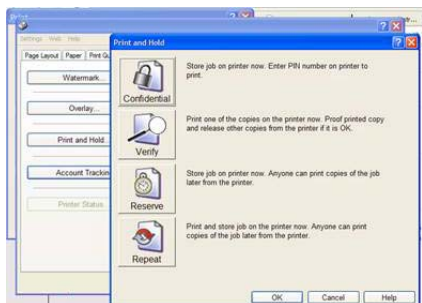 Print
Settings Web Help
Page Layout Paper Print Qu
Watermark...
Overlay...
Print and Hold...
Account Trackin
Printer Status...
Print and Hold
Confidential
Store job on printer now. Enter PIN number on printer to
print.
Verify
Print one of the copies on the printer now. Proof printed copy
and release other copies from the printer if it is OK.
Reserve
Store job on printer now. Anyone can print copies of the job
later from the printer.
Repeat
Print and store job on the printer now. Anyone can print
copies of the job later from the printer.
OK Cancel Help